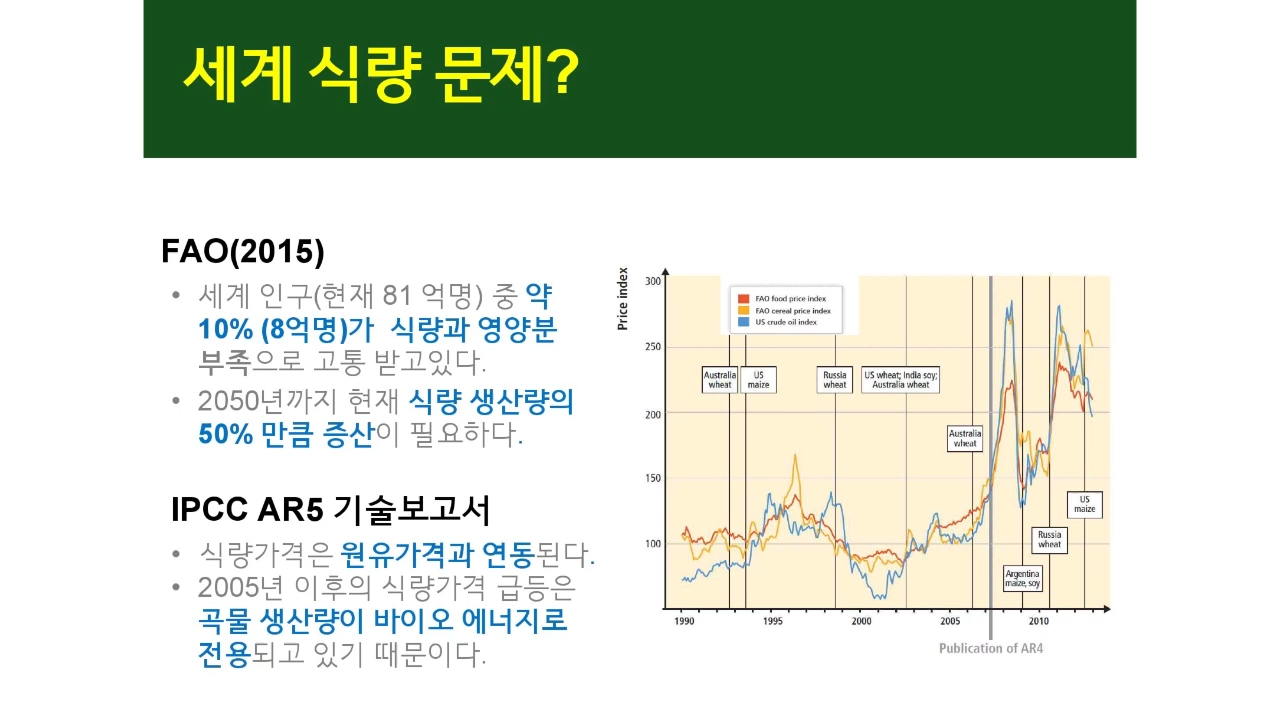 세계 식량 문제?
FAO(2015)
• 세계 인구(현재 81 억명) 중 약
10% (8억명)가 식량과 영양분
부족으로 고통 받고있다.
• 2050년까지 현재 식량 생산량의
50% 만큼 증산이 필요하다.
IPCC AR5 기술보고서
• 식량가격은 원유가격과 연동된다.
• 2005년 이후의 식량가격 급등은
곡물 생산량이 바이오 에너지로
전용되고 있기 때문이다.
Price index
300
250
200
150
100
FAO food price index
FAO cereal price index
US crude oil index
Australia
wheat
US
maize
Russia
wheat
US wheat; India soy;
Australia wheat
Australia
wheat
US
maize
Russia
wheat
Argentina
maize, soy
1990 1995 2000 2005 2010
Publication of AR4